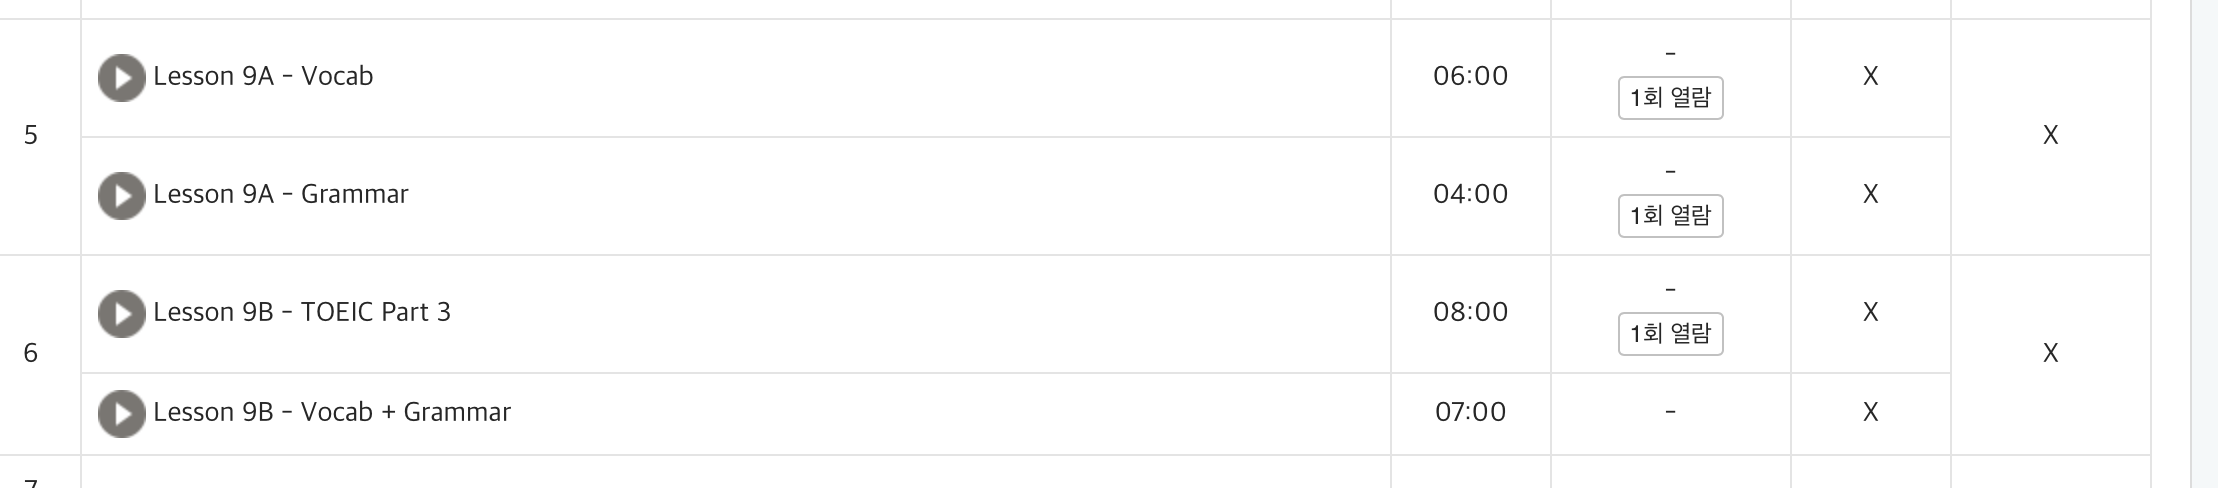 5
Lesson 9A - Vocab
06:00
-
1회 열람
X
X
Lesson 9A - Grammar
04:00
-
1회 열람
X
6
Lesson 9B - TOEIC Part 3
08:00
-
1회 열람
X
X
Lesson 9B - Vocab + Grammar
07:00
-
X
7